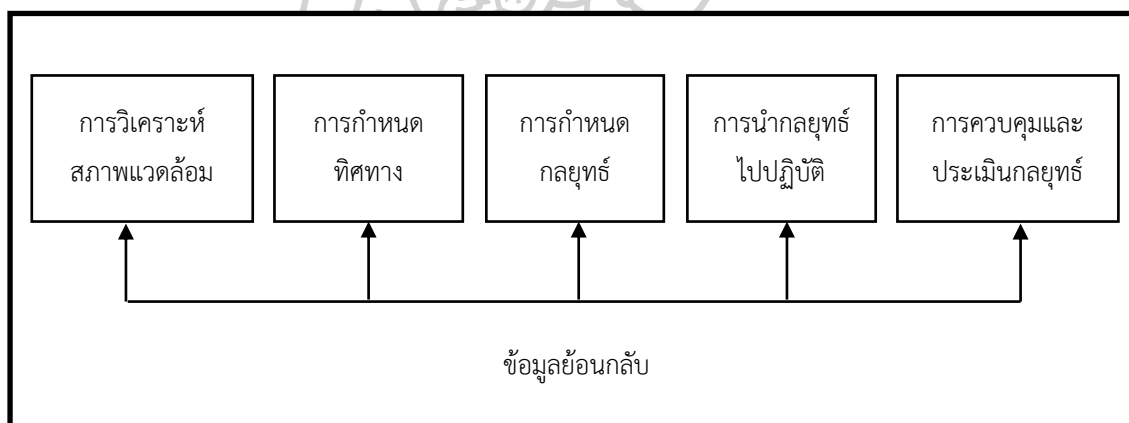 การวิเคราะห์
สภาพแวดล้อม
การกำหนด
ทิศทาง
การกำหนด
กลยุทธ์
การนำกลยุทธ์
ไปปฏิบัติ
การควบคุมและ
ประเมินกลยุทธ์
ข้อมูลย้อนกลับ